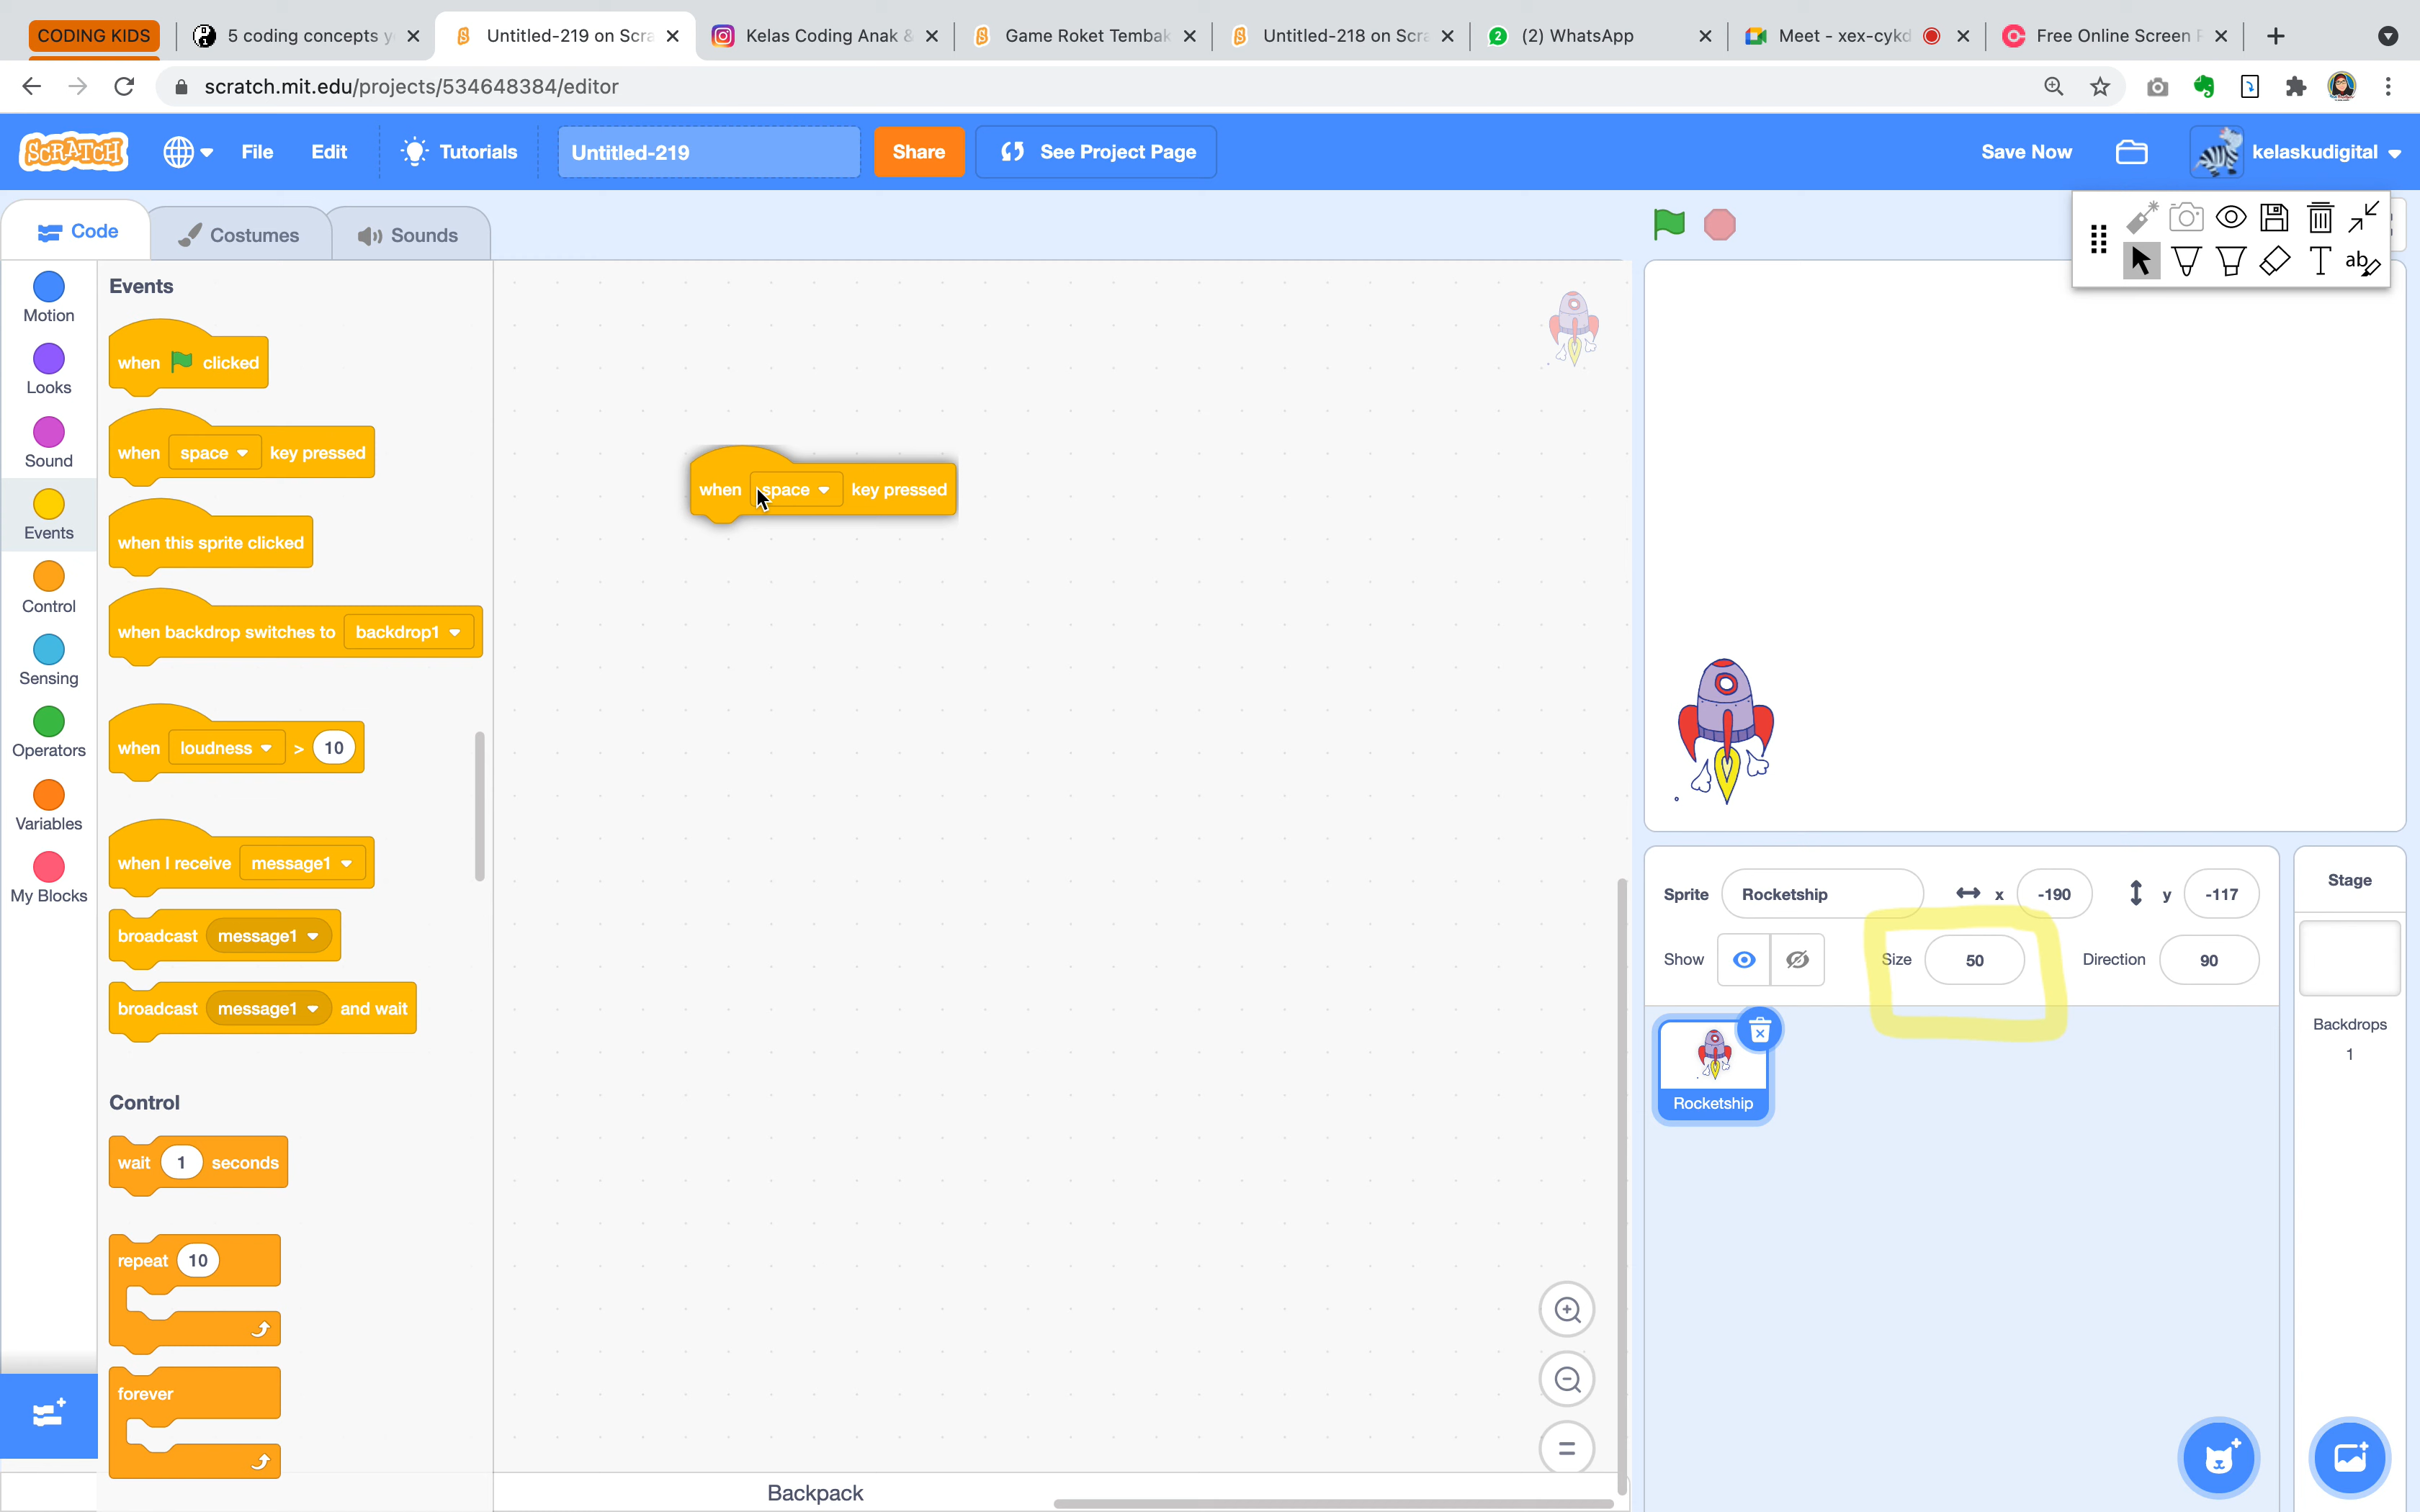 CODING KIDS
5 coding concepts y
Untitled-219 on Scra
Kelas Coding Anak &
Game Roket Tembak
Untitled-218 on Scra
2
(2) WhatsApp
Meet - xex-cykd
Free Online Screen R
scratch.mit.edu/projects/534648384/editor
SCRATCH
File
Edit
Tutorials
Untitled-219
Share
See Project Page
Save Now
kelaskudigital
Code
Costumes
Sounds
T
ab
Motion
Looks
Sound
Events
Control
Sensing
Operators
Variables
My Blocks
Events
when clicked
when space key pressed
when this sprite clicked
when backdrop switches to backdrop1
when loudness > 10
when I receive message1
broadcast message1
broadcast message1 and wait
Control
wait 1 seconds
repeat 10
forever
when space key pressed
Backpack
Sprite Rocketship x -190 y -117
Show Size 50 Direction 90
Rocketship
Stage
Backdrops
1